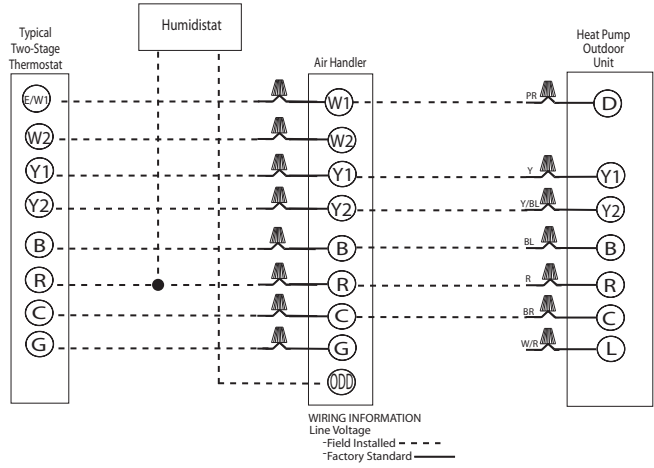 Humidistat
Typical
Two-Stage
Thermostat
Air Handler
Heat Pump
Outdoor
Unit
E/W1
W1
PR
D
W2
W2
Y1
Y1
Y
Y1
Y2
Y2
Y/BL
Y2
B
B
BL
B
R
R
R
R
C
C
BR
C
G
G
W/R
L
ODD
WIRING INFORMATION
Line Voltage
-Field Installed
-Factory Standard